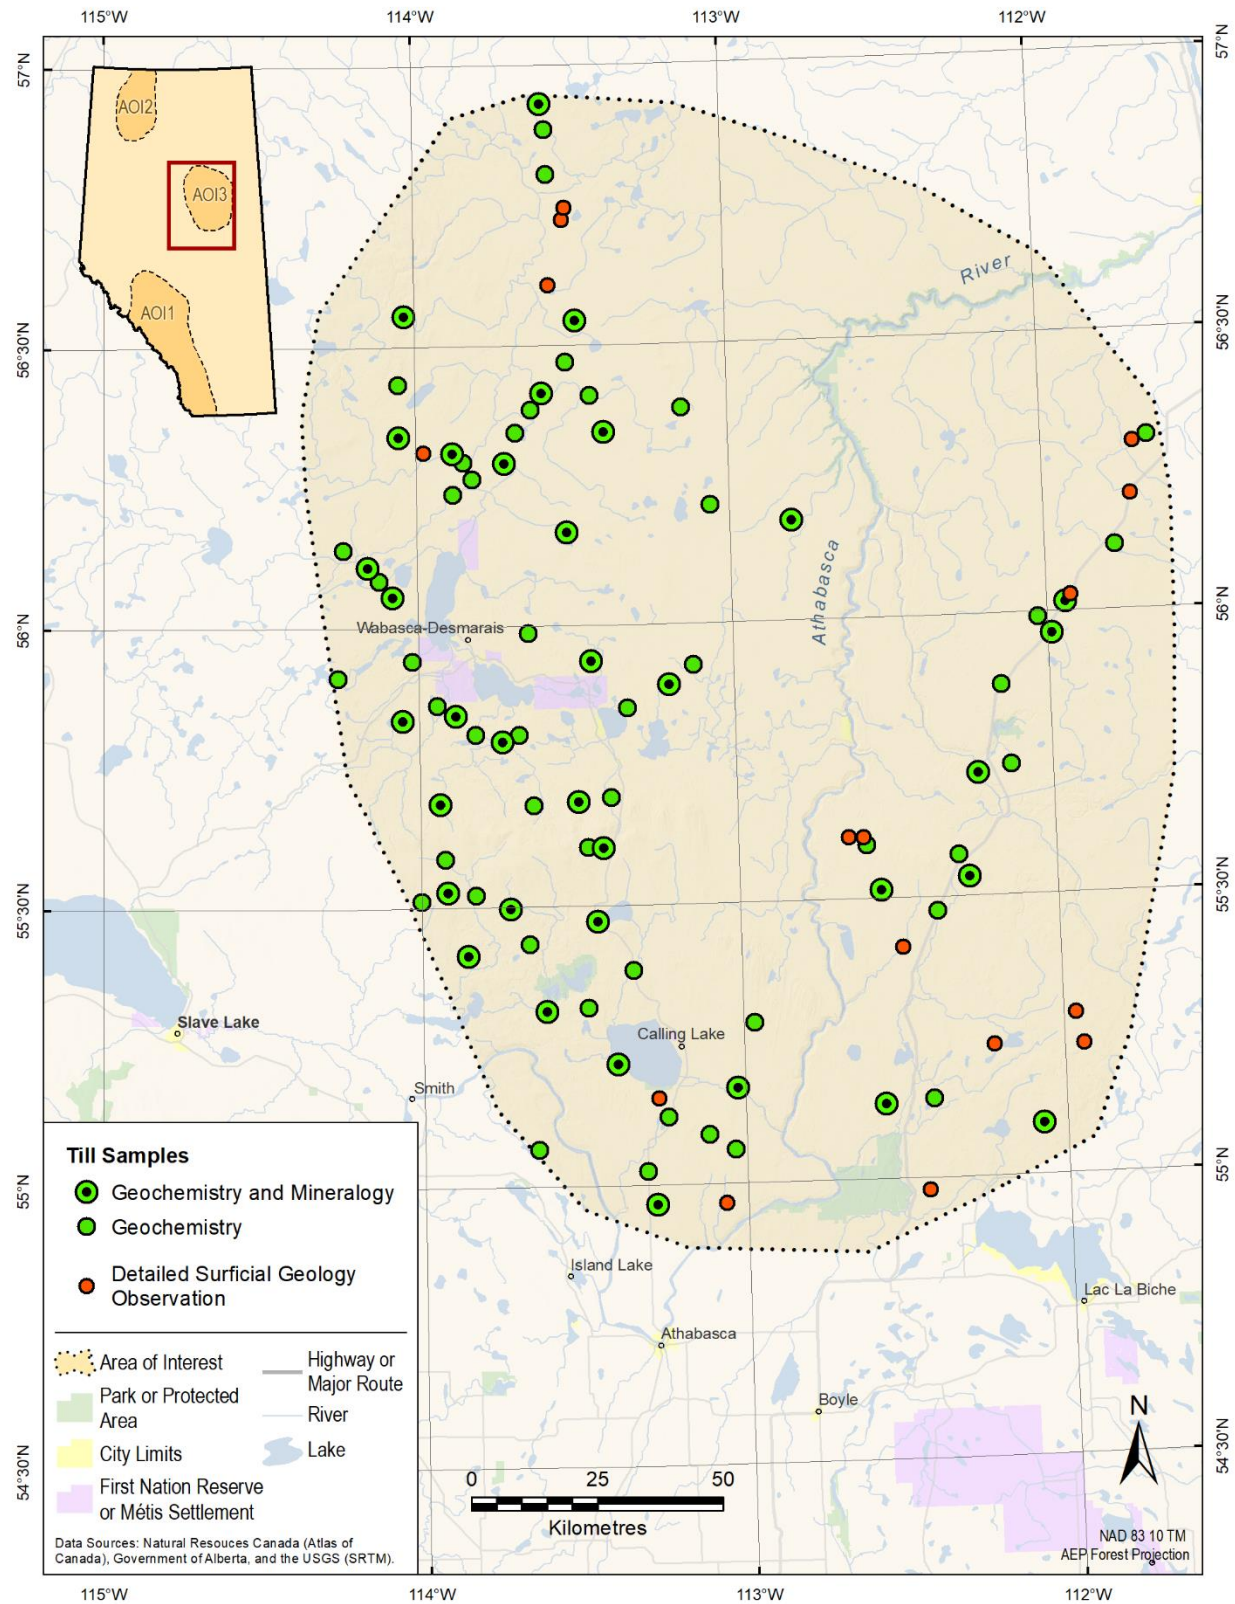 115°W 114°W 113°W 112°W
57°N 57°N
AOI2
AOI3
AOI1
River
56°30'N 56°30'N
Athabasca
Wabasca-Desmarais
56°N 56°N
55°30'N 55°30'N
Slave Lake
Calling Lake
Smith
55°N 55°N
Till Samples
Geochemistry and Mineralogy
Geochemistry
Detailed Surficial Geology
Observation
Area of Interest
Park or Protected
Area
City Limits
First Nation Reserve
or Métis Settlement
Highway or
Major Route
River
Lake
Data Sources: Natural Resouces Canada (Atlas of
Canada), Government of Alberta, and the USGS (SRTM).
Island Lake
Lac La Biche
Athabasca
Boyle
N
54°30'N 54°30'N
0 25 50
Kilometres
NAD 83 10 TM
AEP Forest Projection
115°W 114°W 113°W 112°W